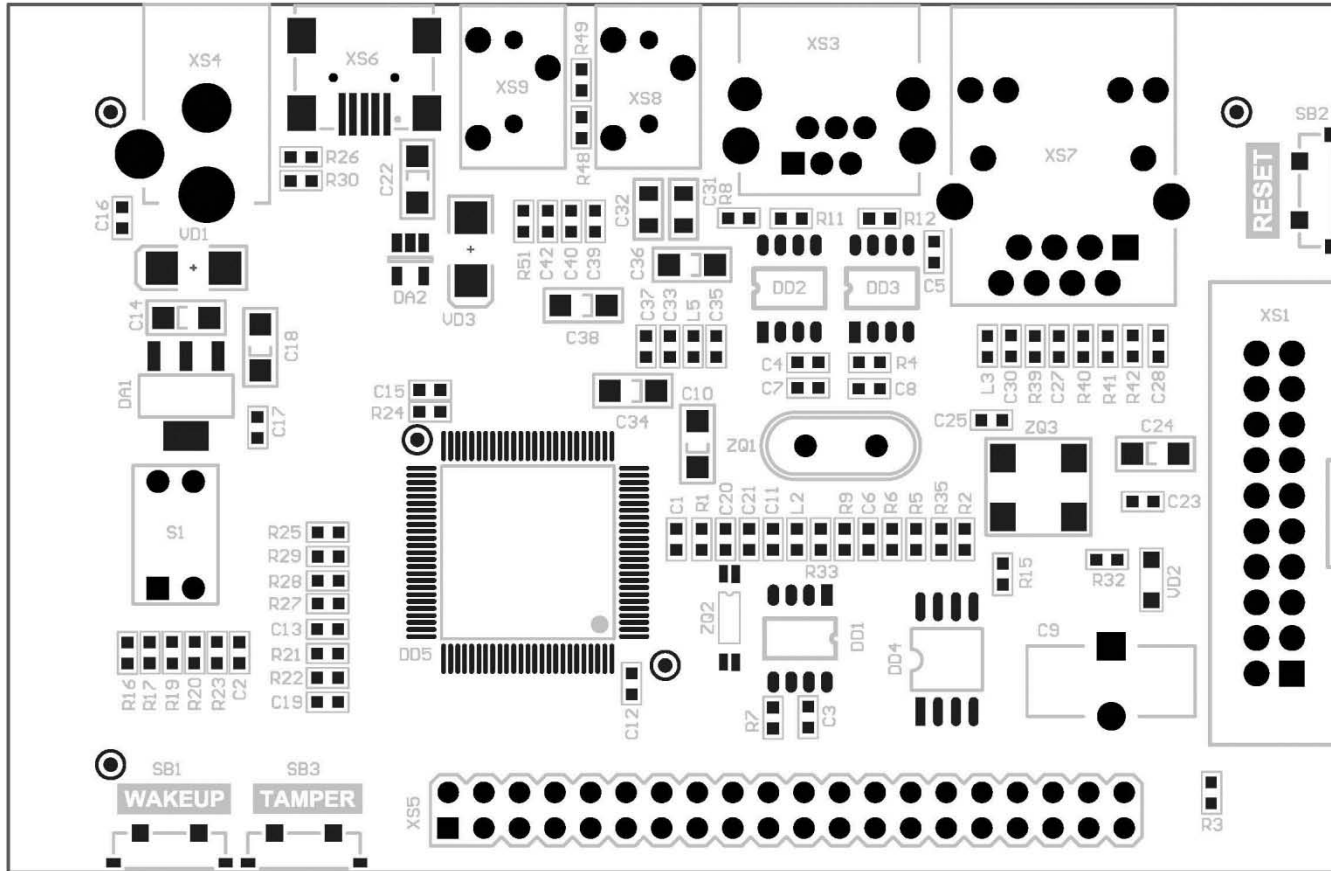 XS4
XS6
XS9
R49
XS8
XS3
XS7
SB2
RESET
R26
R30
C22
R48
C16
VD1
C32
C31
R8
R11
R12
C5
DA2
VD3
R51
C42
C40
C39
C36
DD2
DD3
C14
C18
C38
C37
C33
L5
C35
XS1
DA1
C15
R24
C17
C34
C10
C4
C7
R4
C8
L3
C30
R39
C27
R40
R41
R42
C28
C25
ZQ3
C24
ZQ1
C23
S1
R25
R29
R28
R27
C13
R21
R22
C19
C1
R1
C20
C21
C11
L2
R33
R9
C6
R6
R5
R35
R2
R15
R32
VD2
ZQ2
DD1
DD4
C9
DD5
C12
R7
C3
R16
R17
R19
R20
R23
C2
SB1
SB3
WAKEUP
TAMPER
XS5
R3